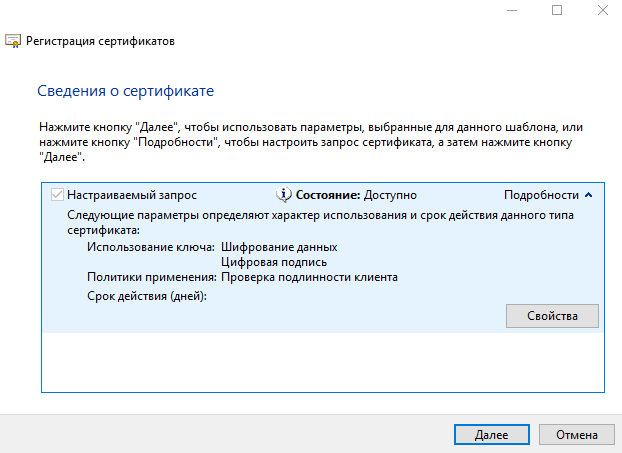 Регистрация сертификатов
Сведения о сертификате
Нажмите кнопку "Далее", чтобы использовать параметры, выбранные для данного шаблона, или
нажмите кнопку "Подробности", чтобы настроить запрос сертификата, а затем нажмите кнопку
"Далее".
Настраиваемый запрос Состояние: Доступно Подробности
Следующие параметры определяют характер использования и срок действия данного типа
сертификата:
Использование ключа: Шифрование данных
Цифровая подпись
Политики применения: Проверка подлинности клиента
Срок действия (дней):
Свойства
Далее Отмена